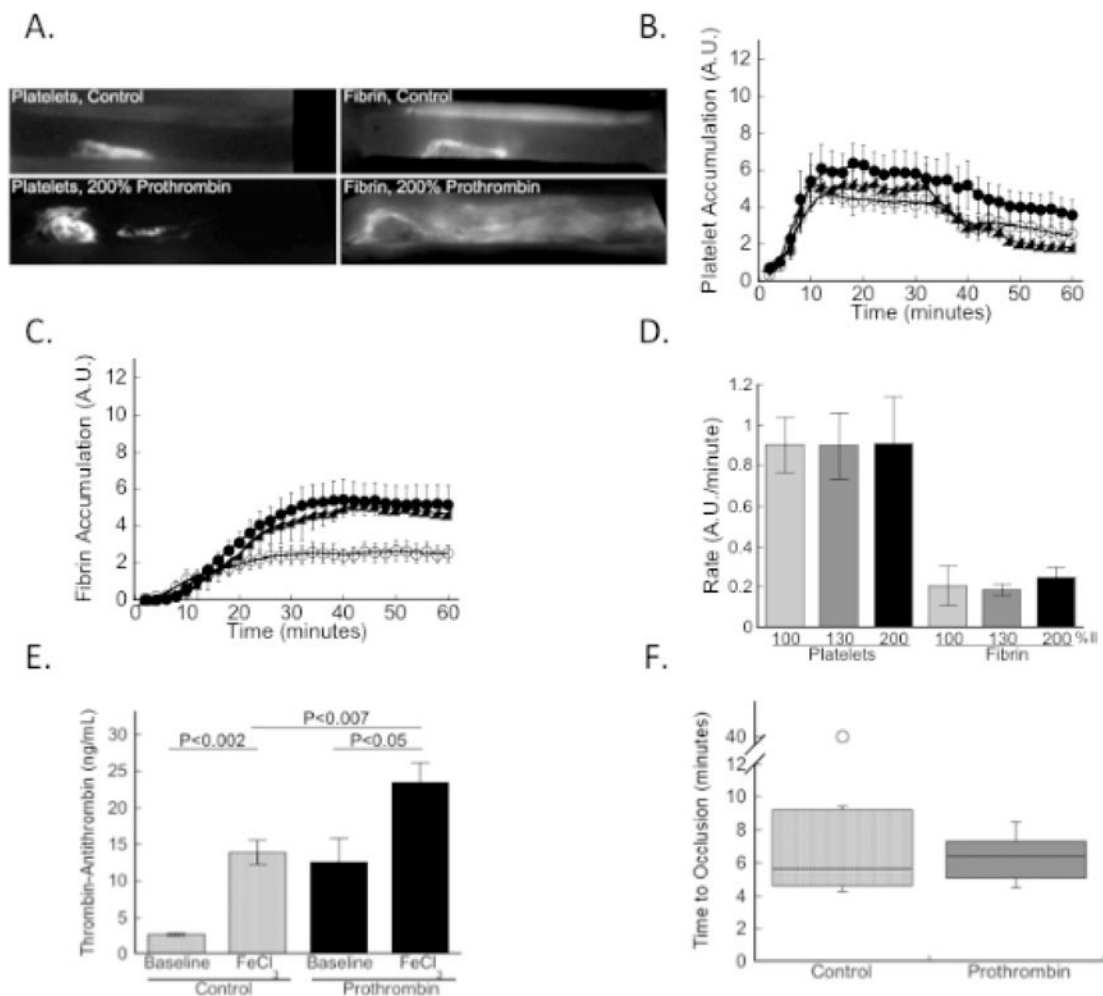 A.
Platelets, Control
Fibrin, Control
Platelets, 200% Prothrombin
Fibrin, 200% Prothrombin
B.
Platelet Accumulation (A.U.)
12
10
8
6
4
2
0
0 10 20 30 40 50 60
Time (minutes)
C.
Fibrin Accumulation (A.U.)
12
10
8
6
4
2
0
0 10 20 30 40 50 60
Time (minutes)
D.
Rate (A.U./minute)
1.2
1
0.8
0.6
0.4
0.2
0
100 130 200 100 130 200 %II
Platelets Fibrin
E.
Thrombin-Antithrombin (ng/mL)
30
25
20
15
10
5
0
P<0.007
P<0.002 P<0.05
Baseline FeCl3 Baseline FeCl3
Control Prothrombin
F.
Time to Occlusion (minutes)
40
12
10
8
6
4
2
0
Control Prothrombin